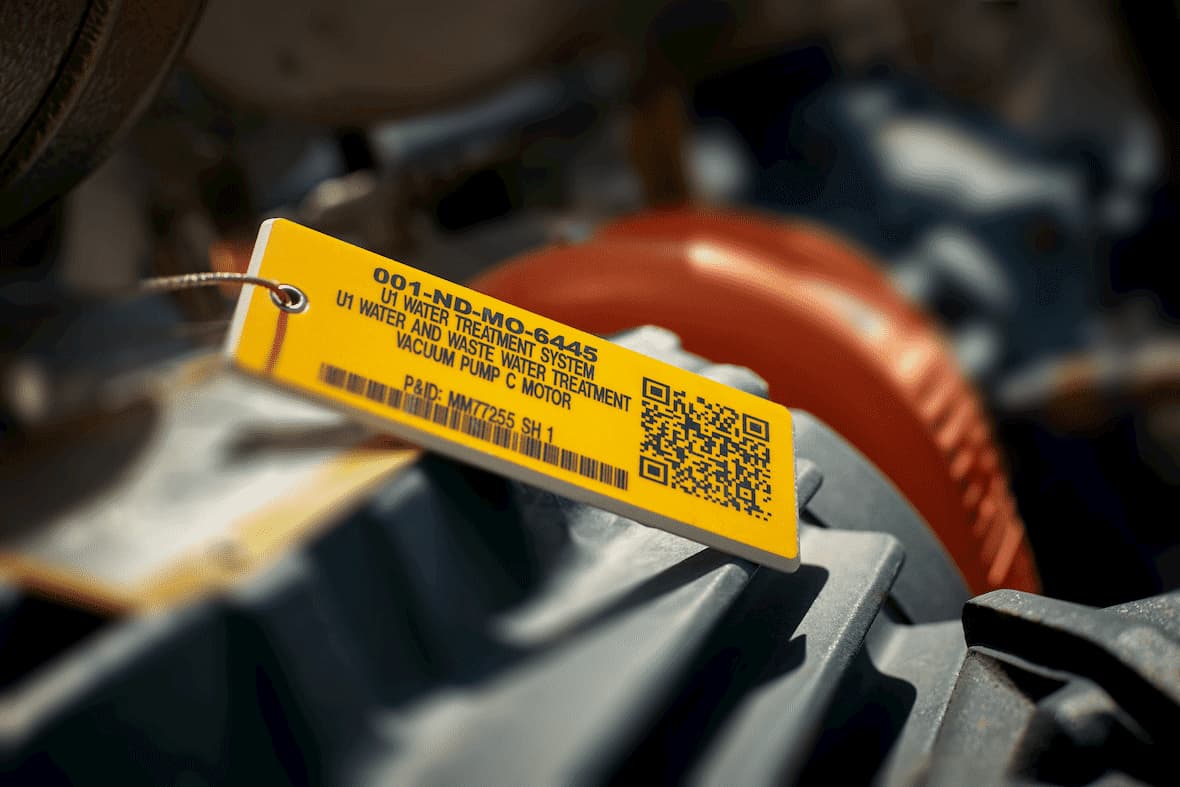 001-ND-MO-6445
U1 WATER TREATMENT SYSTEM
U1 WATER AND WASTE WATER TREATMENT
VACUUM PUMP C MOTOR
P&ID: MM77255 SH 1